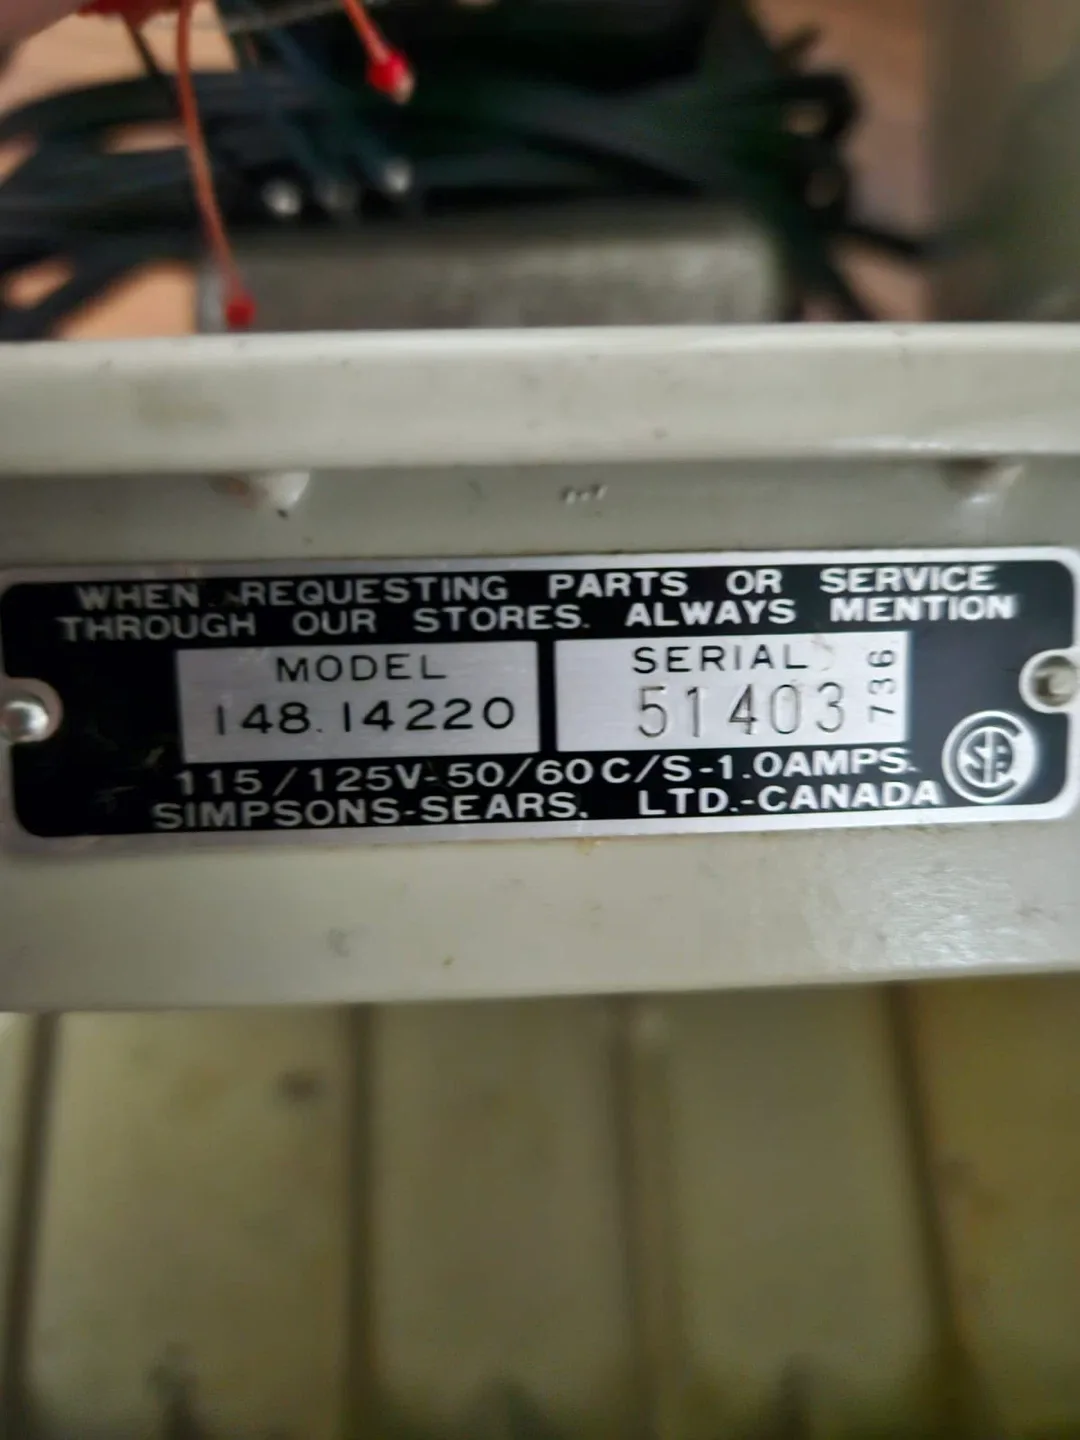 WHEN REQUESTING PARTS OR SERVICE
THROUGH OUR STORES. ALWAYS MENTION
MODEL
148.14220
SERIAL
51403
736
115/125V-50/60C/S-1.0AMPS.
SIMPSONS-SEARS, LTD.-CANADA